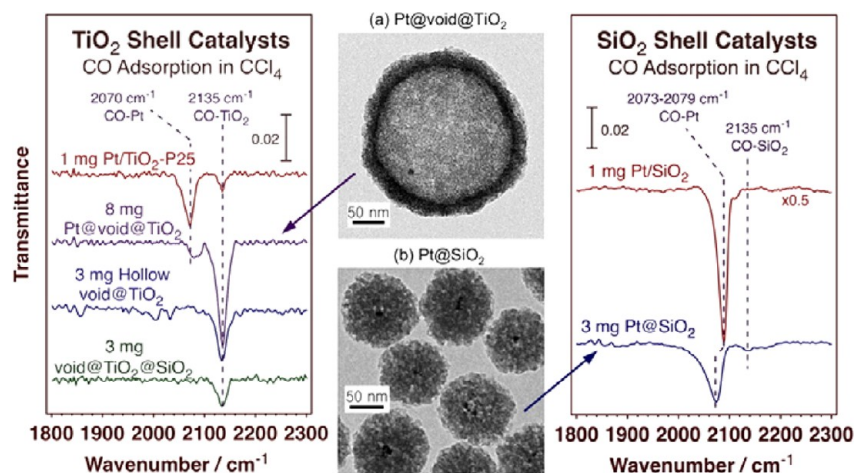 TiO₂ Shell Catalysts
CO Adsorption in CCl₄
2070 cm⁻¹
CO-Pt
2135 cm⁻¹
CO-TiO₂
0.02
1 mg Pt/TiO₂-P25
8 mg
Pt@void@TiO₂
3 mg Hollow
void@TiO₂
3 mg
void@TiO₂@SiO₂
Transmittance
1800 1900 2000 2100 2200 2300
Wavenumber / cm⁻¹
(a) Pt@void@TiO₂
50 nm
(b) Pt@SiO₂
50 nm
SiO₂ Shell Catalysts
CO Adsorption in CCl₄
2073-2079 cm⁻¹
CO-Pt
0.02
2135 cm⁻¹
CO-SiO₂
1 mg Pt/SiO₂
x0.5
3 mg Pt@SiO₂
1800 1900 2000 2100 2200 2300
Wavenumber / cm⁻¹